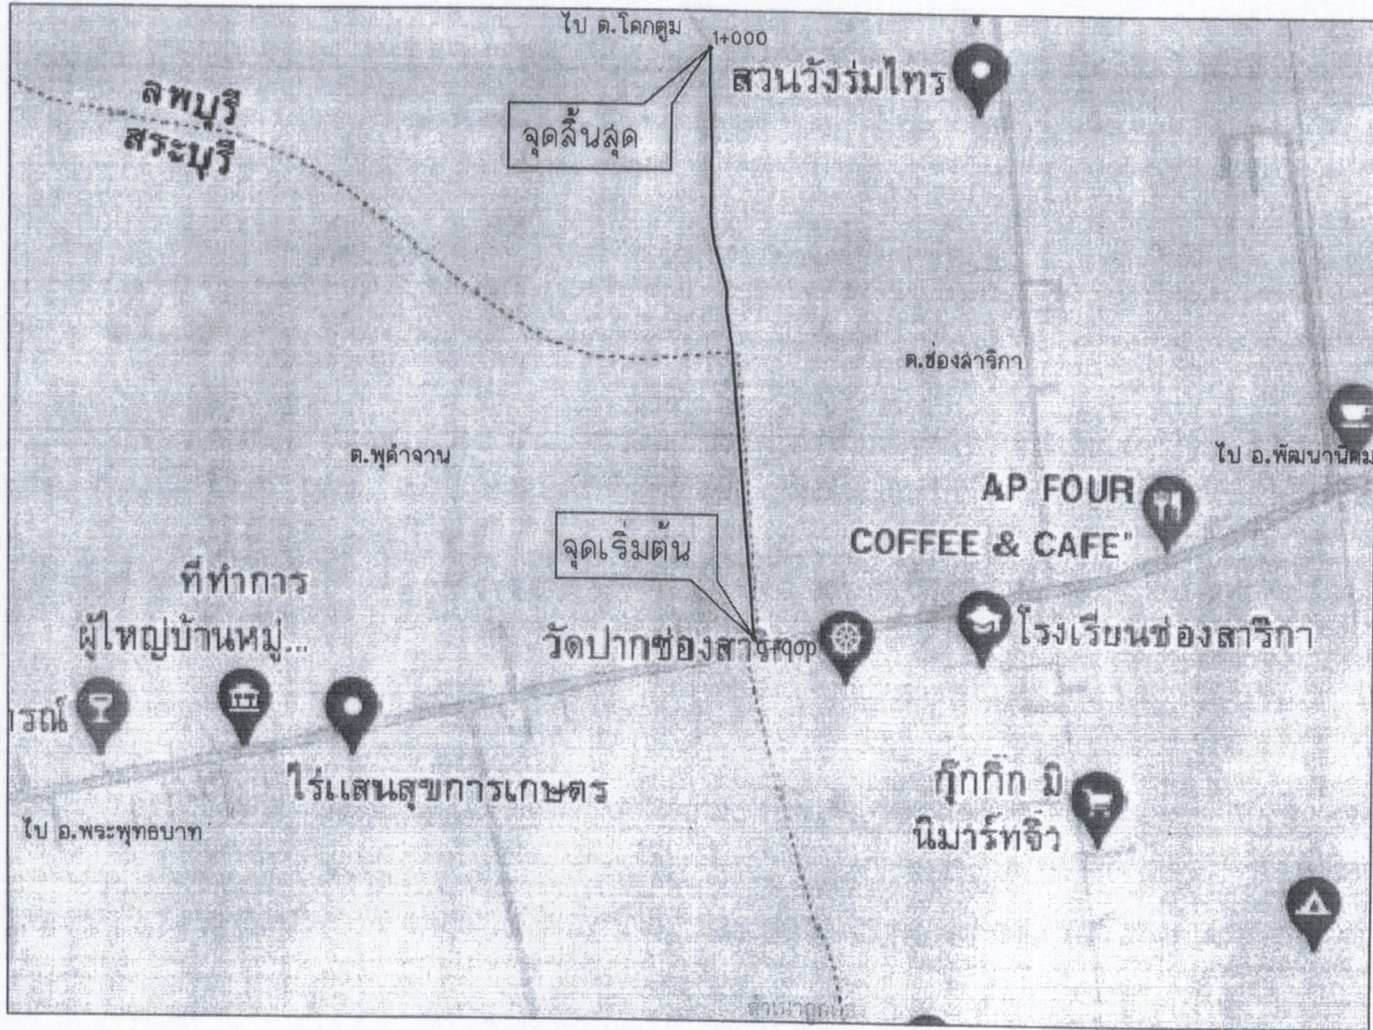 ไป ต.โคกตูม
1+000
สวนวังร่มไทร
ลพบุรี
สระบุรี
จุดสิ้นสุด
ต.ช่องสาริกา
ต.พุคำจาน
ไป อ.พัฒนานิคม
AP FOUR
COFFEE & CAFE"
จุดเริ่มต้น
ที่ทำการ
ผู้ใหญ่บ้านหมู่...
วัดปากช่องสาริกา
โรงเรียนช่องสาริกา
รณ์
ไร่แสนสุขการเกษตร
กุ๊กกิ๊ก มิ
นิมาร์ทจิ๋ว
ไป อ.พระพุทธบาท